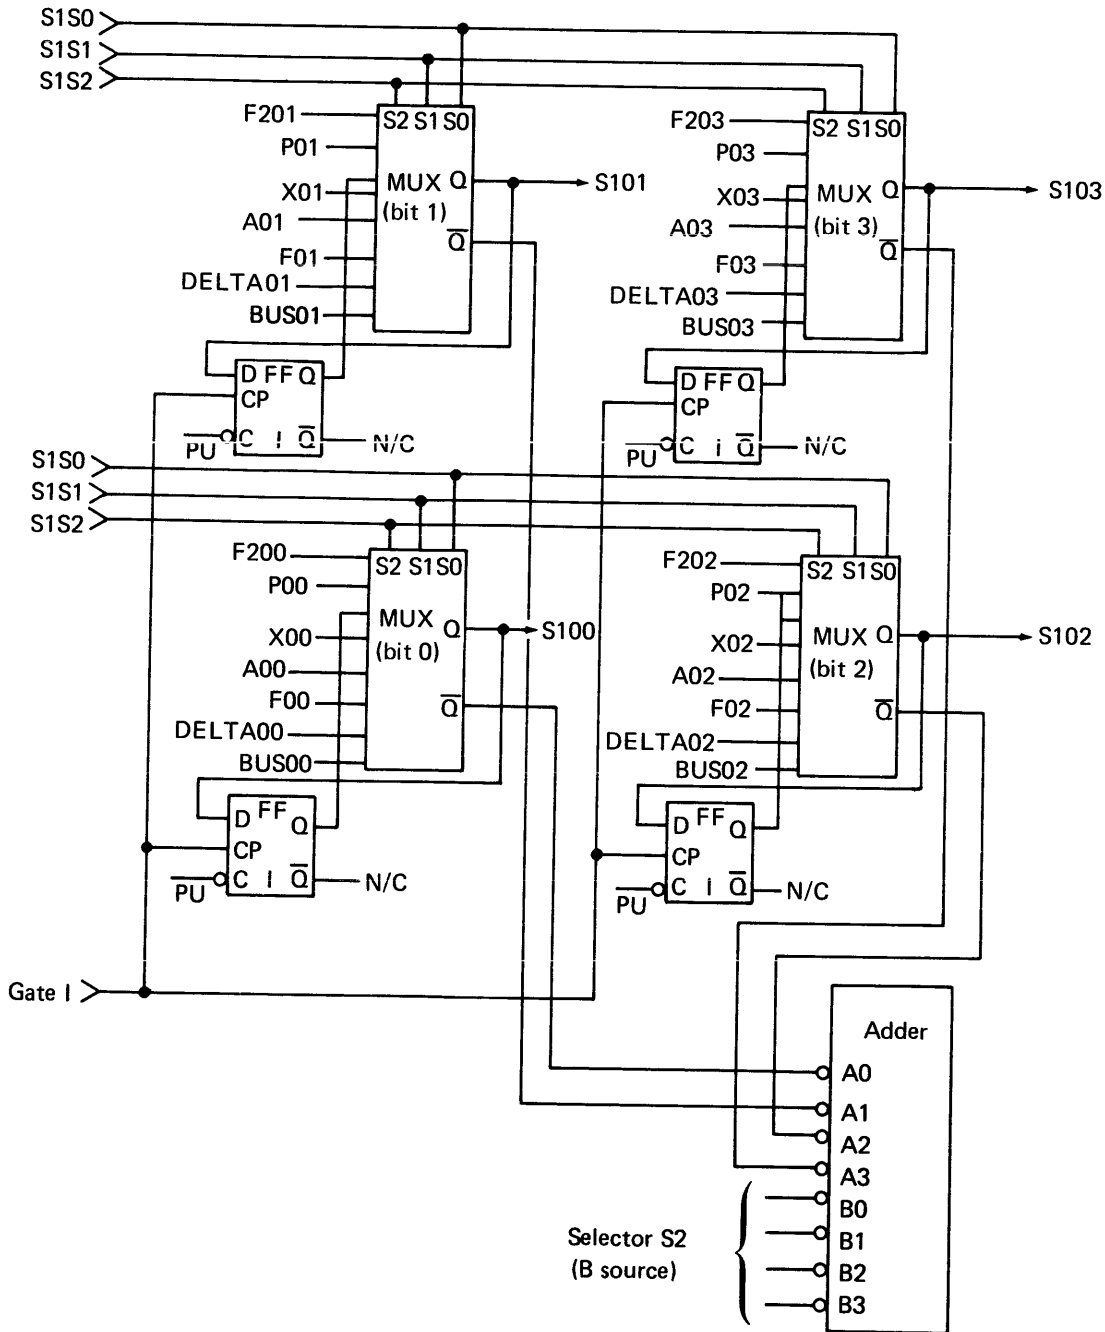 S1S0
S1S1
S1S2
F201
P01
X01
A01
F01
DELTA01
BUS01
S2 S1 S0
MUX Q
(bit 1)
Q
S101
F203
P03
X03
A03
F03
DELTA03
BUS03
S2 S1 S0
MUX Q
(bit 3)
Q
S103
D FF Q
CP
PU C I Q N/C
D FF Q
CP
PU C I Q N/C
S1S0
S1S1
S1S2
F200
P00
X00
A00
F00
DELTA00
BUS00
S2 S1 S0
MUX Q
(bit 0)
Q
S100
F202
P02
X02
A02
F02
DELTA02
BUS02
S2 S1 S0
MUX Q
(bit 2)
Q
S102
D FF Q
CP
PU C I Q N/C
D FF Q
CP
PU C I Q N/C
Gate I
Adder
A0
A1
A2
A3
B0
B1
B2
B3
Selector S2
(B source)